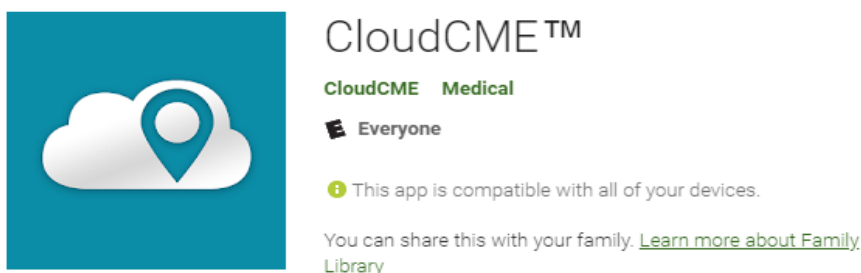 CloudCME™
CloudCME Medical
E Everyone
This app is compatible with all of your devices.
You can share this with your family. Learn more about Family
Library